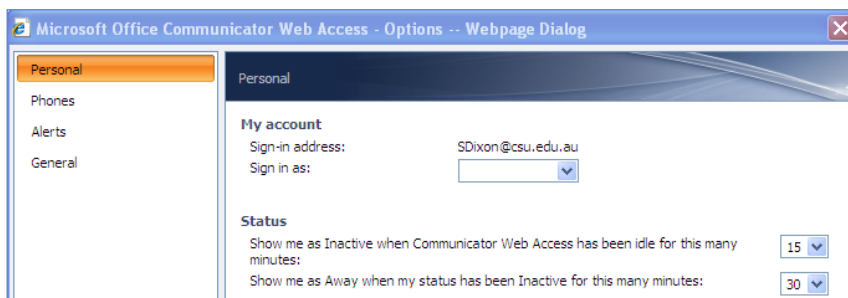 Microsoft Office Communicator Web Access - Options -- Webpage Dialog
Personal
Phones
Alerts
General
Personal
My account
Sign-in address: SDixon@csu.edu.au
Sign in as:
Status
Show me as Inactive when Communicator Web Access has been idle for this many
minutes: 15
Show me as Away when my status has been Inactive for this many minutes: 30